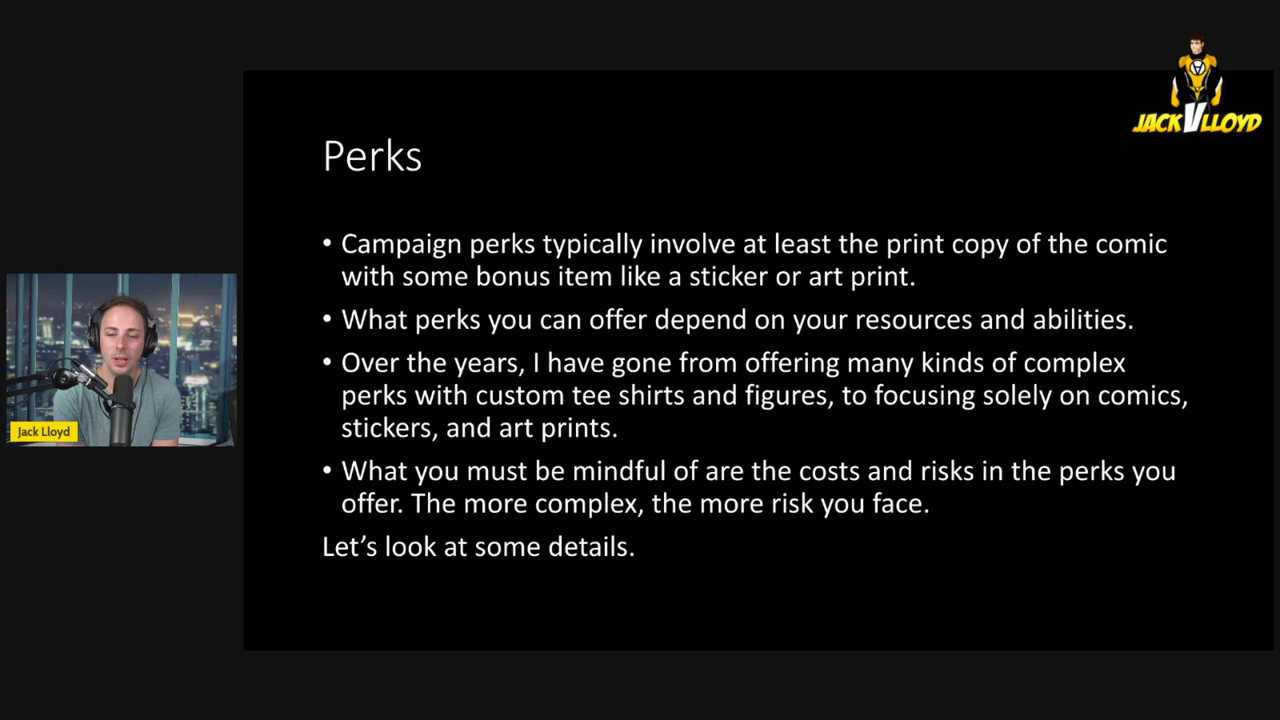 JACK V LLOYD
Perks
• Campaign perks typically involve at least the print copy of the comic
with some bonus item like a sticker or art print.
• What perks you can offer depend on your resources and abilities.
• Over the years, I have gone from offering many kinds of complex
perks with custom tee shirts and figures, to focusing solely on comics,
stickers, and art prints.
• What you must be mindful of are the costs and risks in the perks you
offer. The more complex, the more risk you face.
Let’s look at some details.
Jack Lloyd